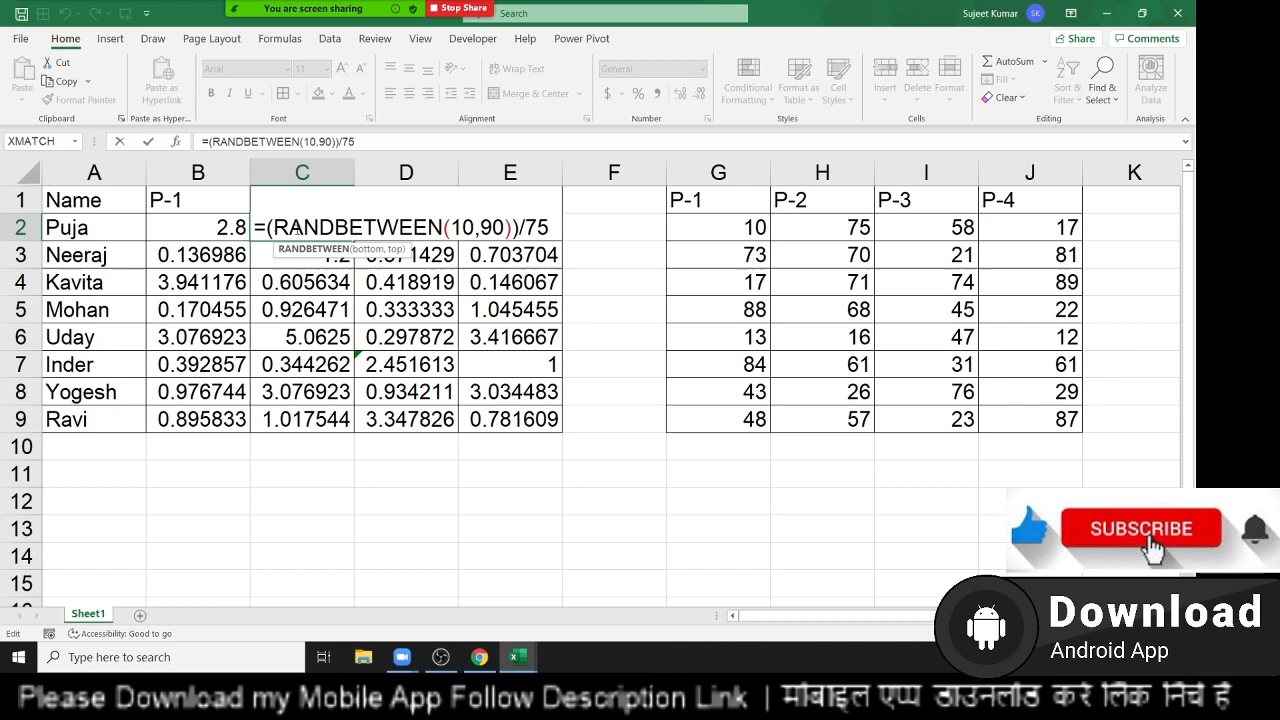 You are screen sharing
Stop Share
Search
Sujeet Kumar
SK
File Home Insert Draw Page Layout Formulas Data Review View Developer Help Power Pivot
Share Comments
Paste
Cut
Copy
Format Painter
Clipboard
Paste as Hyperlink
Paste as Hyper...
Arial 11
B I U
Font
Wrap Text
Merge & Center
Alignment
General
Number
Conditional Formatting
Format as Table
Cell Styles
Styles
Insert Delete Format
Cells
AutoSum
Fill
Clear
Sort & Filter
Find & Select
Editing
Analyze Data
Analysis
XMATCH
=(RANDBETWEEN(10,90))/75
A B C D E F G H I J K
1 Name P-1 P-1 P-2 P-3 P-4
2 Puja 2.8 =(RANDBETWEEN(10,90))/75 10 75 58 17
RANDBETWEEN(bottom, top)
3 Neeraj 0.136986 0.703704 73 70 21 81
4 Kavita 3.941176 0.605634 0.418919 0.146067 17 71 74 89
5 Mohan 0.170455 0.926471 0.333333 1.045455 88 68 45 22
6 Uday 3.076923 5.0625 0.297872 3.416667 13 16 47 12
7 Inder 0.392857 0.344262 2.451613 1 84 61 31 61
8 Yogesh 0.976744 3.076923 0.934211 3.034483 43 26 76 29
9 Ravi 0.895833 1.017544 3.347826 0.781609 48 57 23 87
10
11
12
13
14
15
SUBSCRIBE
Download
Android App
Sheet1
Edit
Accessibility: Good to go
Type here to search
Please Download my Mobile App Follow Description Link | मोबाइल एप्प डाउनलोड करे लिंक निचे है